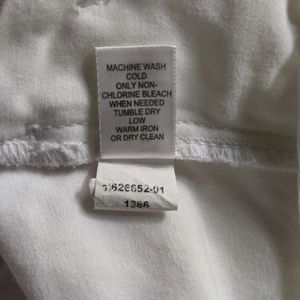 MACHINE WASH
COLD
ONLY NON-
CHLORINE BLEACH
WHEN NEEDED
TUMBLE DRY
LOW
WARM IRON
OR DRY CLEAN
1386